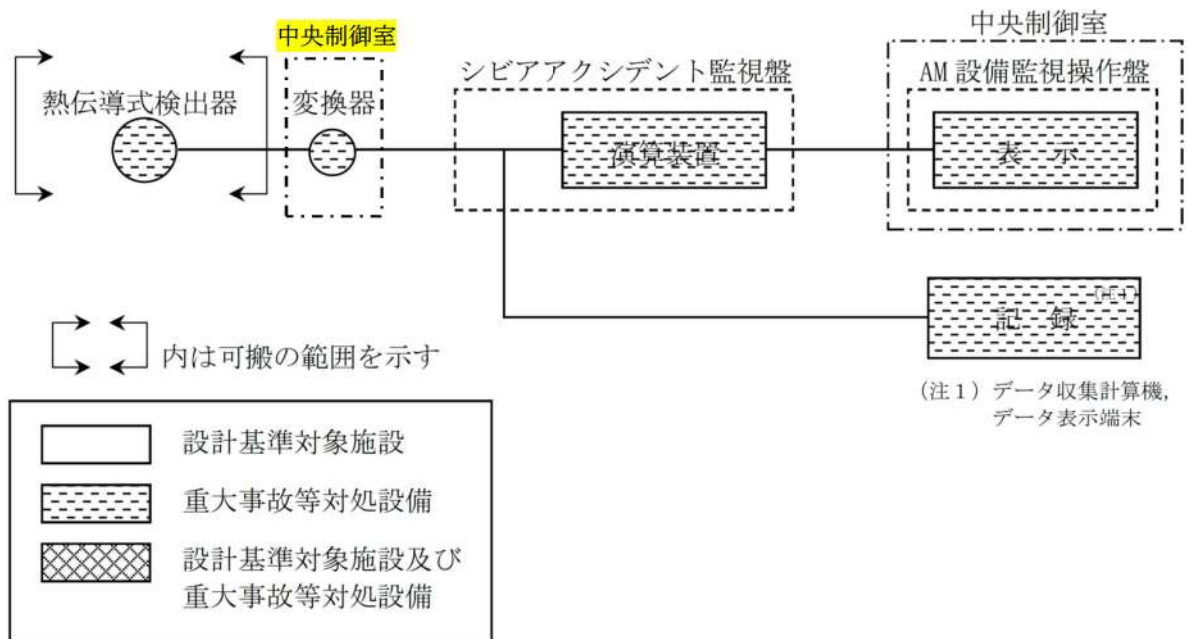 中央制御室
中央制御室
シビアアクシデント監視盤
AM 設備監視操作盤
熱伝導式検出器
変換器
演算装置
表 示
(注1)
記 録
内は可搬の範囲を示す
(注1)データ収集計算機,
データ表示端末
設計基準対象施設
重大事故等対処設備
設計基準対象施設及び
重大事故等対処設備